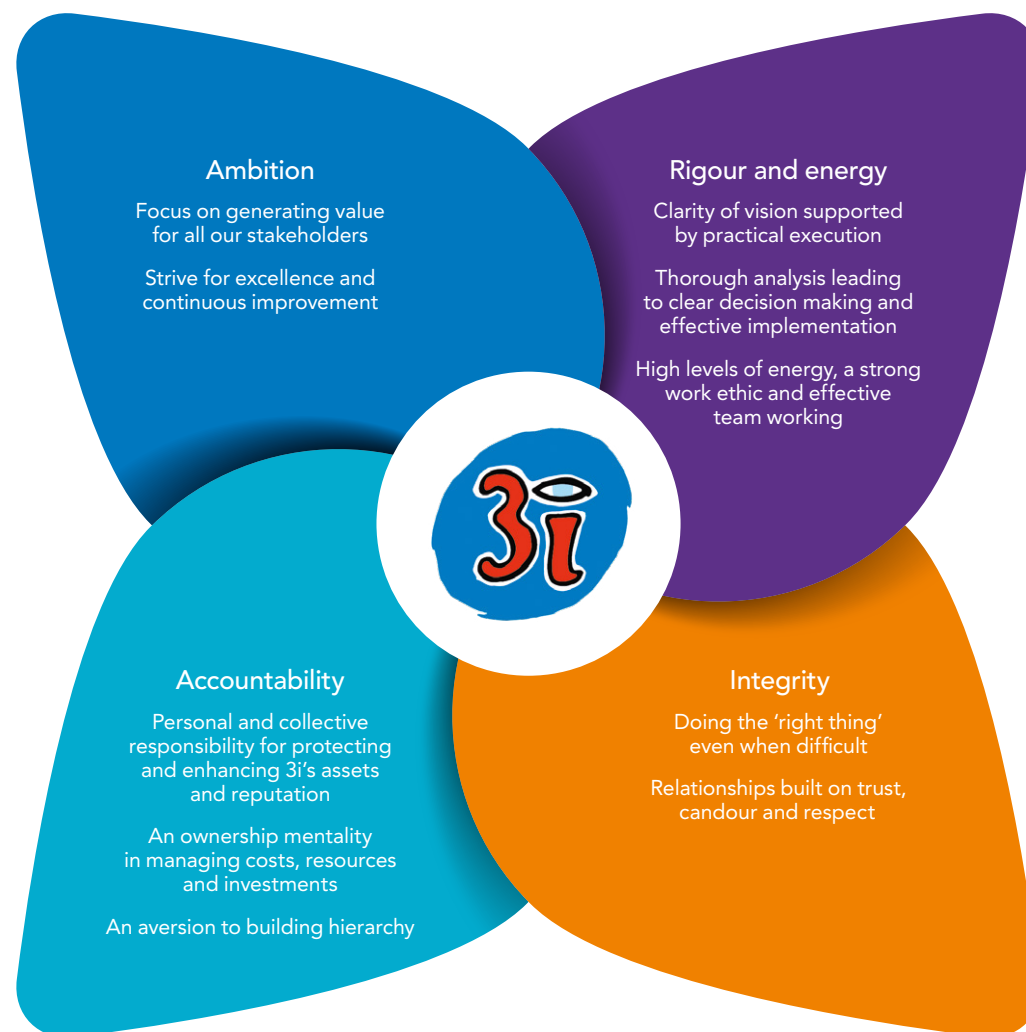 Ambition
Focus on generating value
for all our stakeholders
Strive for excellence and
continuous improvement
Rigour and energy
Clarity of vision supported
by practical execution
Thorough analysis leading
to clear decision making and
effective implementation
High levels of energy, a strong
work ethic and effective
team working
3i
Accountability
Personal and collective
responsibility for protecting
and enhancing 3i's assets
and reputation
An ownership mentality
in managing costs, resources
and investments
An aversion to building hierarchy
Integrity
Doing the ‘right thing’
even when difficult
Relationships built on trust,
candour and respect